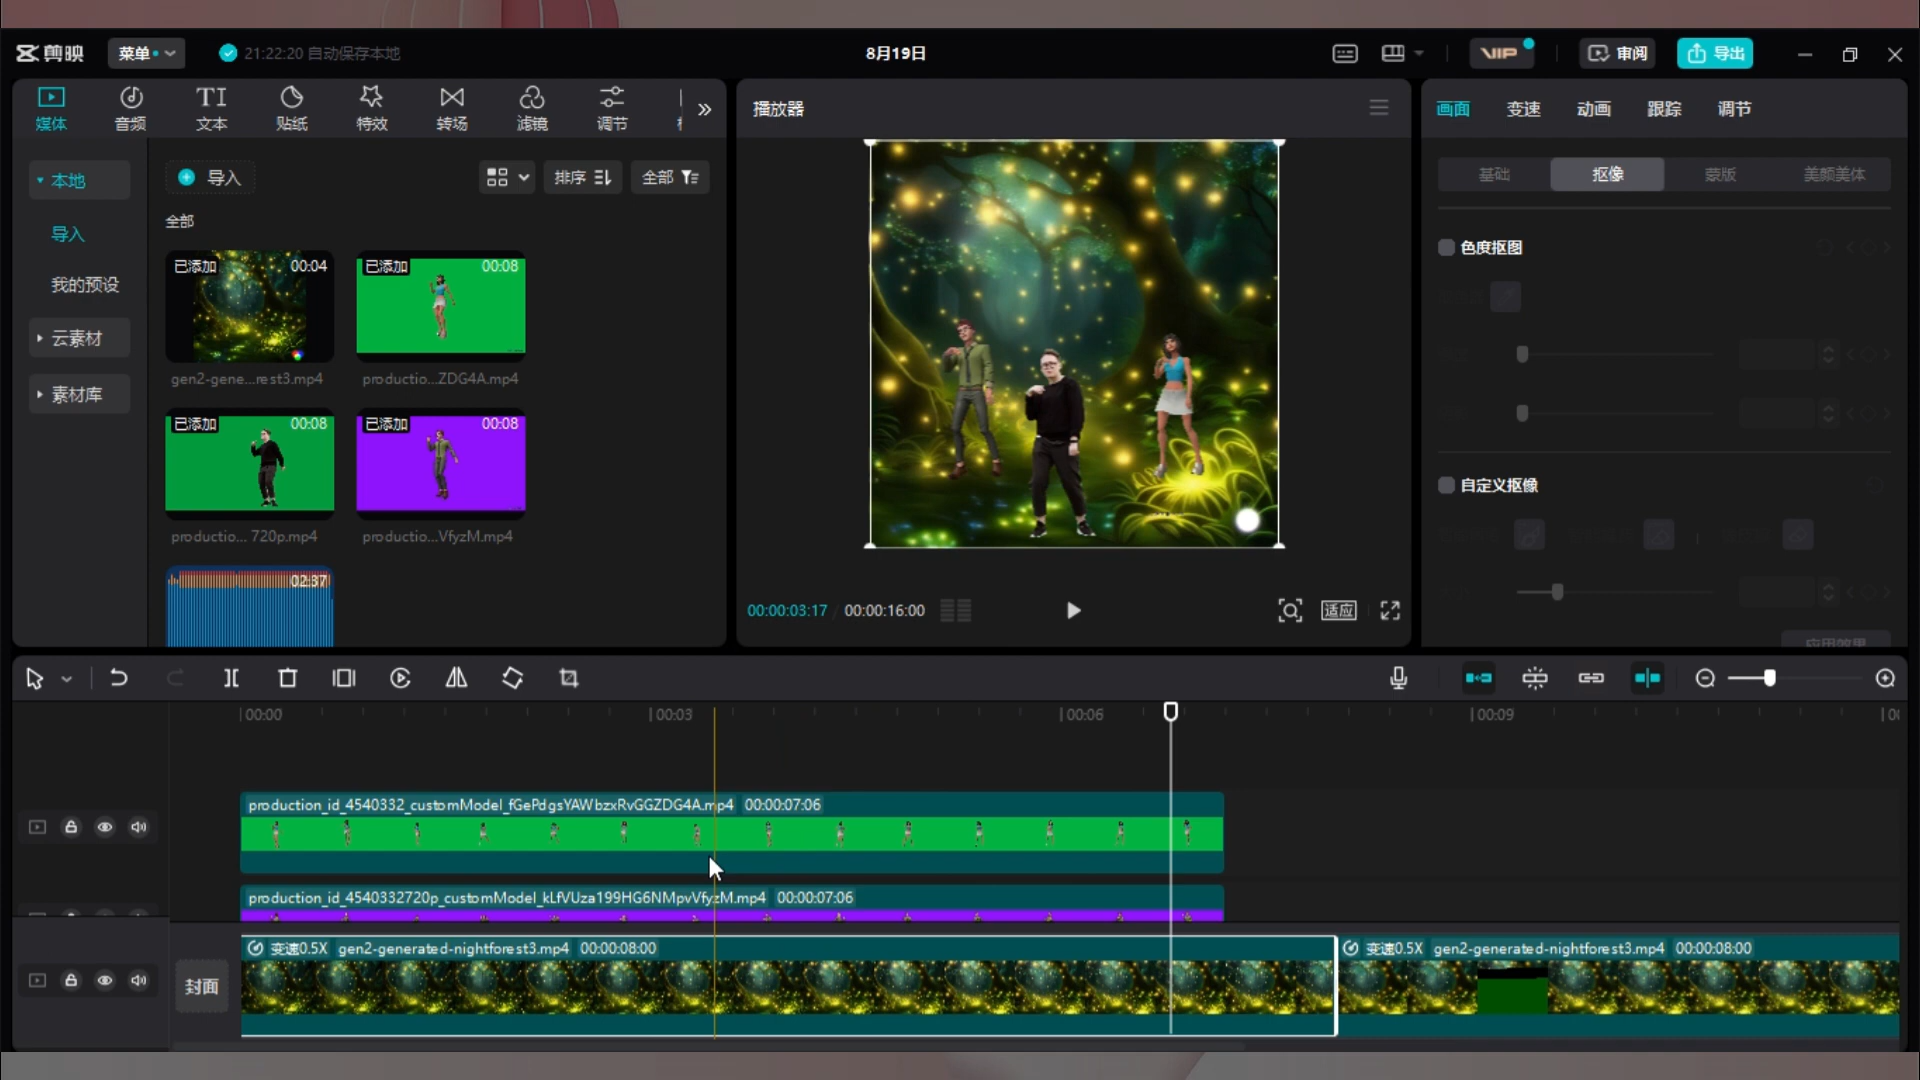 剪映
菜单
21:22:20 自动保存本地
8月19日
VIP
审阅
导出
媒体
音频
TI
文本
贴纸
特效
转场
滤镜
调节
播放器
画面
变速
动画
跟踪
调节
本地
导入
我的预设
云素材
素材库
导入
排序
全部
全部
已添加
00:04
gen2-gene...rest3.mp4
已添加
00:08
productio...ZDG4A.mp4
已添加
00:08
productio... 720p.mp4
已添加
00:08
productio...VfyzM.mp4
02:37
00:00:03:17 / 00:00:16:00
适应
基础
抠像
蒙版
美颜美体
色度抠图
自定义抠像
应用效果
00:00
00:03
00:06
00:09
production_id_4540332_customModel_fGePdgsYAWbzxRvGGZDG4A.mp4 00:00:07:06
production_id_4540332720p_customModel_kLfVUza199HG6NMpvVfyzM.mp4 00:00:07:06
封面
变速0.5X gen2-generated-nightforest3.mp4 00:00:08:00
变速0.5X gen2-generated-nightforest3.mp4 00:00:08:00